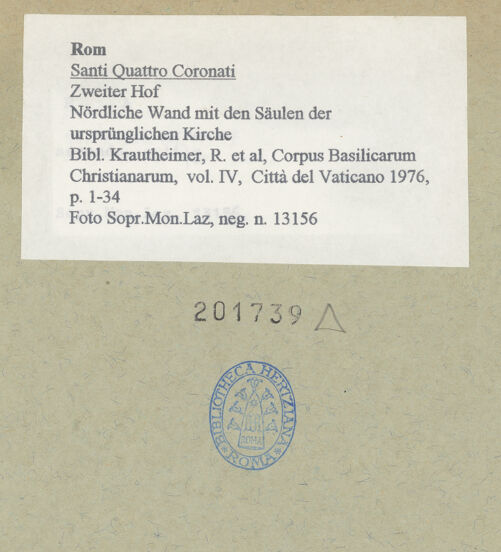 Rom
Santi Quattro Coronati
Zweiter Hof
Nördliche Wand mit den Säulen der
ursprünglichen Kirche
Bibl. Krautheimer, R. et al, Corpus Basilicarum
Christianarum, vol. IV, Città del Vaticano 1976,
p. 1-34
Foto Sopr.Mon.Laz, neg. n. 13156
201739
BIBLIOTHECA HERTZIANA
ROMA
ROMA